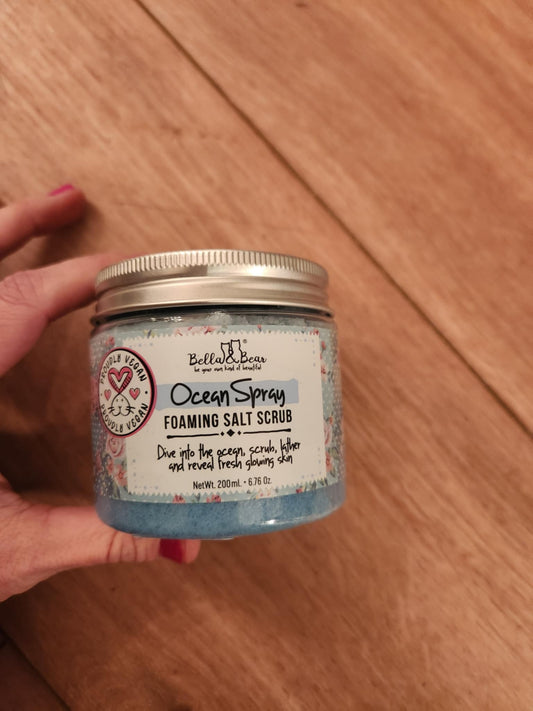 Bella & Bear®
be your own kind of beautiful
PROUDLY VEGAN
PROUDLY VEGAN
Ocean Spray
FOAMING SALT SCRUB
Dive into the ocean, scrub, lather
and reveal fresh glowing skin
NetWt. 200ml. • 6.76 Oz.